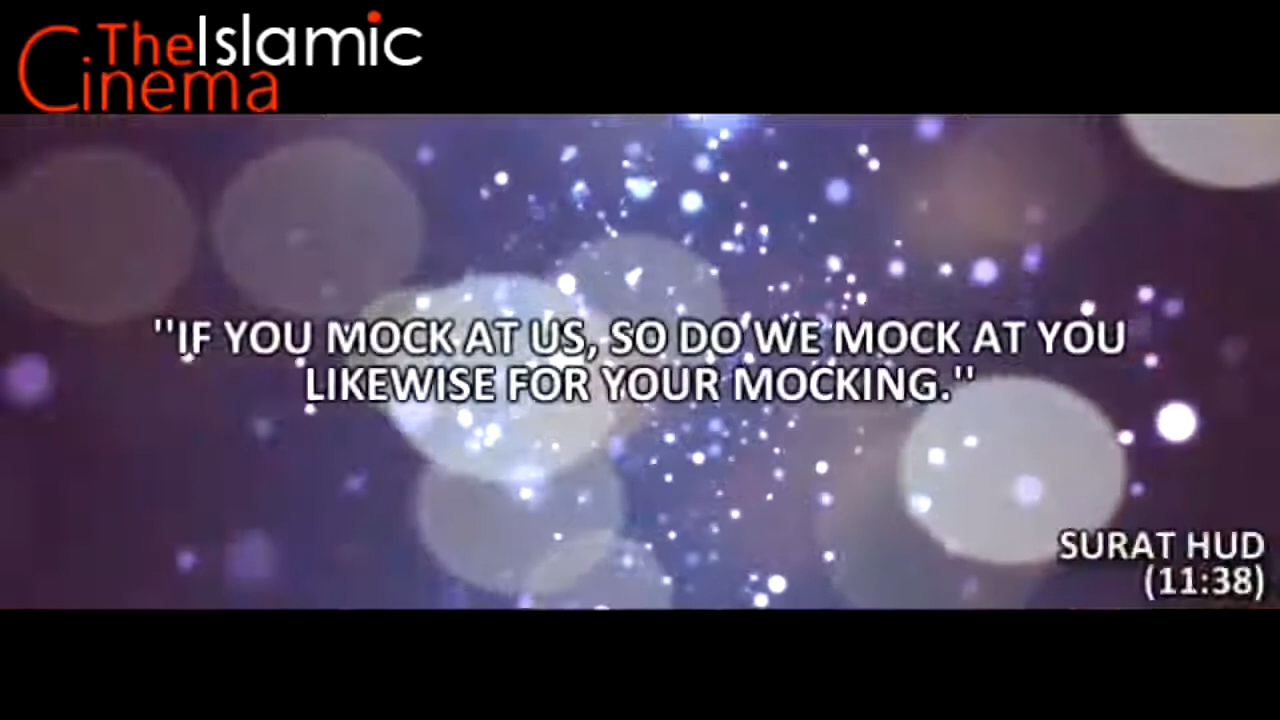 TheIslamic
Cinema
"IF YOU MOCK AT US, SO DO WE MOCK AT YOU
LIKEWISE FOR YOUR MOCKING."
SURAT HUD
(11:38)